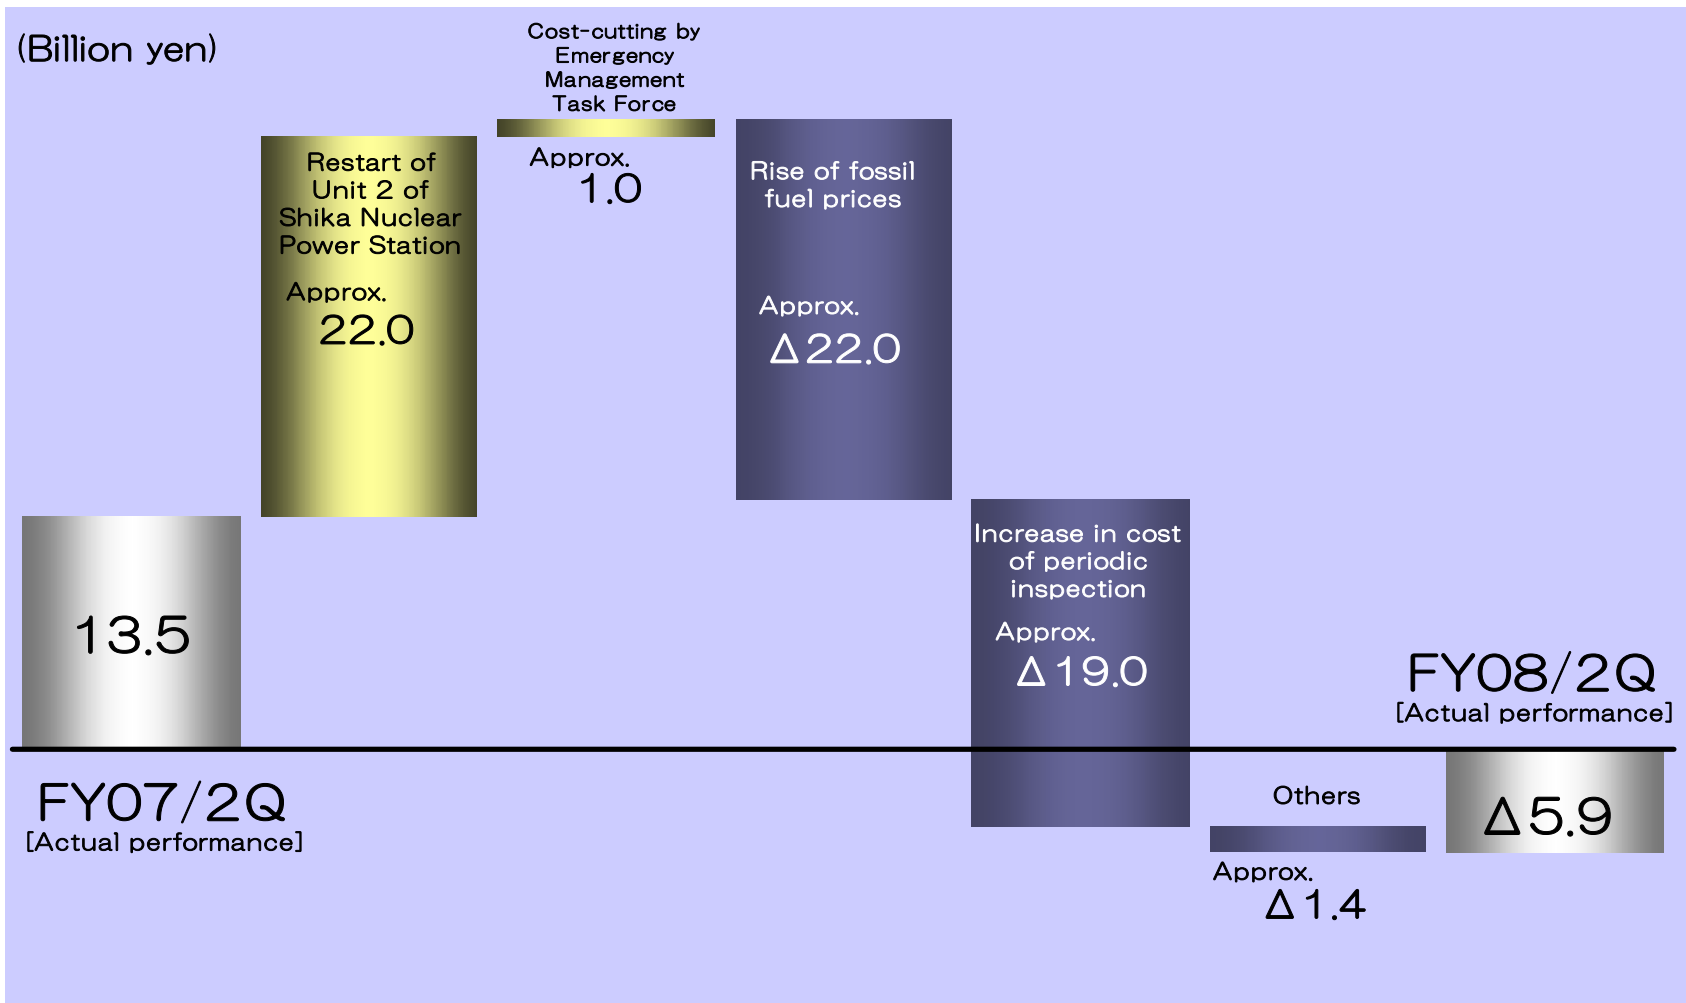 (Billion yen)
Cost-cutting by
Emergency
Management
Task Force
Approx.
1.0
Restart of
Unit 2 of
Shika Nuclear
Power Station
Approx.
22.0
Rise of fossil
fuel prices
Approx.
Δ22.0
Increase in cost
of periodic
inspection
Approx.
Δ19.0
13.5
FY07/2Q
[Actual performance]
Others
Approx.
Δ1.4
FY08/2Q
[Actual performance]
Δ5.9